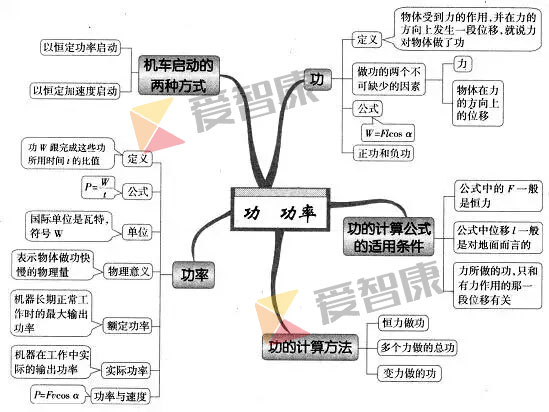 机车启动的
两种方式
以恒定功率启动
以恒定加速度启动
功
定义
物体受到力的作用，并在力的
方向上发生一段位移，就说力
对物体做了功
做功的两个不
可缺少的因素
力
物体在力
的方向上
的位移
公式
W=Flcos α
正功和负功
功 功率
功的计算公式
的适用条件
公式中的 F 一般
是恒力
公式中位移 l 一般
是对地面而言的
力所做的功，只和
有力作用的那一
段位移有关
功的计算方法
恒力做功
多个力做的总功
变力做的功
功率
定义
功 W 跟完成这些功
所用时间 t 的比值
公式
P=W/t
单位
国际单位是瓦特，
符号 W
物理意义
表示物体做功快
慢的物理量
额定功率
机器长期正常工
作时的最大输出
功率
实际功率
机器在工作中实
际的输出功率
功率与速度
P=Fvcos α
爱智康
爱智康
爱智康